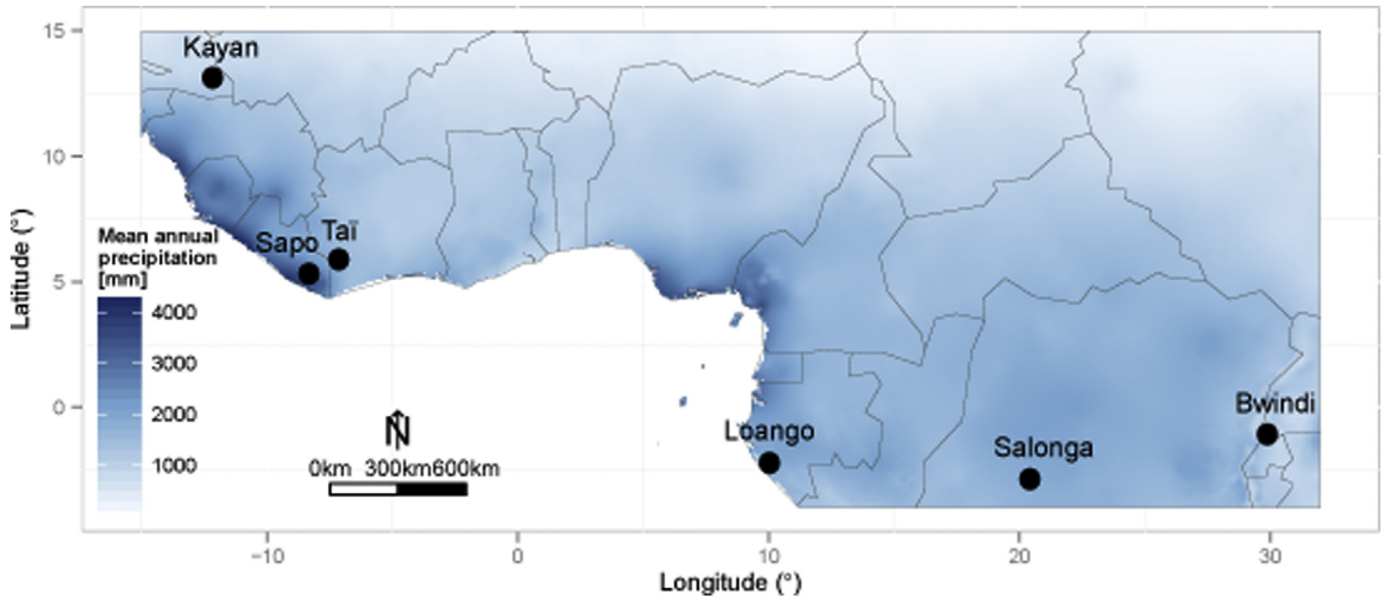 15
Kayan
10
5
0
Latitude (°)
Sapo Taï
Mean annual
precipitation
[mm]
4000
3000
2000
1000
N
0km 300km600km
Loango
Salonga
Bwindi
−10 0 10 20 30
Longitude (°)